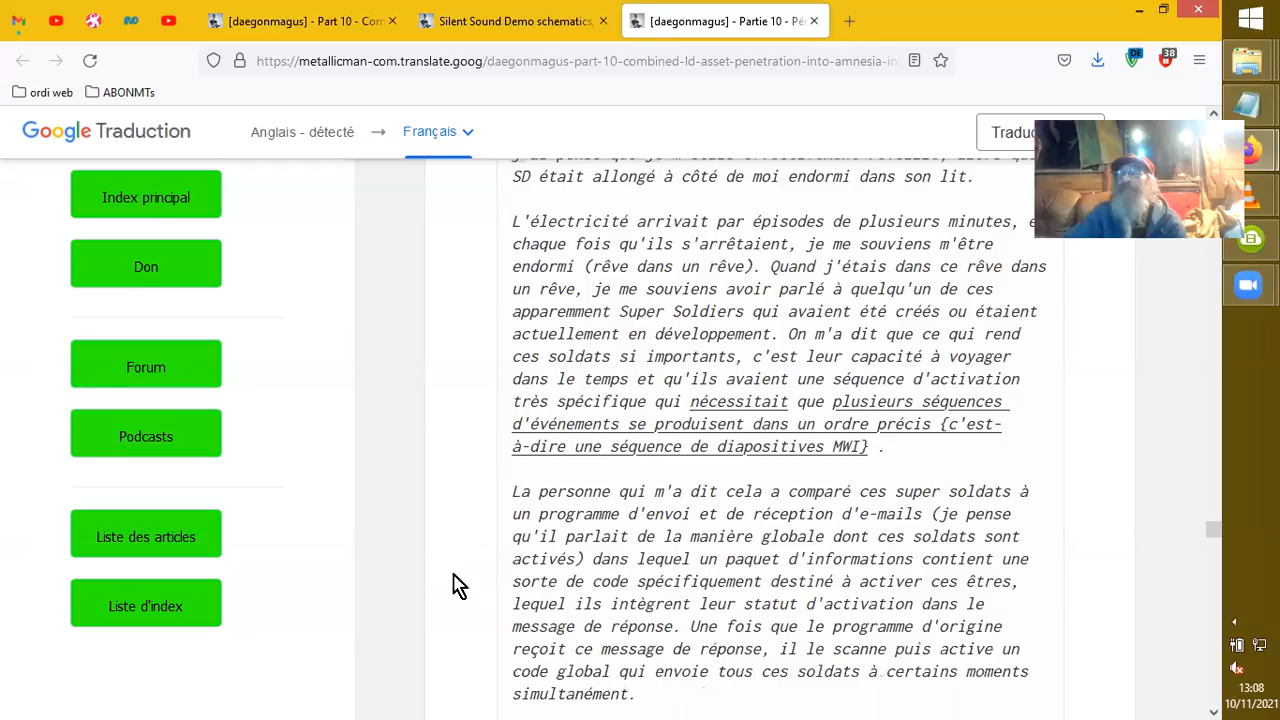 [daegonmagus] - Part 10 - Com
Silent Sound Demo schematics,
[daegonmagus] - Partie 10 - Pé
https://metallicman-com.translate.goog/daegonmagus-part-10-combined-ld-asset-penetration-into-amnesia-in
DE
38
ordi web
ABONMTs
Google Traduction
Anglais - détecté
Français
Traduc
Index principal
Don
Forum
Podcasts
Liste des articles
Liste d'index
SD était allongé à côté de moi endormi dans son lit.
L'électricité arrivait par épisodes de plusieurs minutes, e
chaque fois qu'ils s'arrêtaient, je me souviens m'être
endormi (rêve dans un rêve). Quand j'etais dans ce rêve dans
un rêve, je me souviens avoir parlé à quelqu'un de ces
apparemment Super Soldiers qui avaient été créés ou étaient
actuellement en développement. On m'a dit que ce qui rend
ces soldats si importants, c'est leur capacité à voyager
dans le temps et qu'ils avaient une séquence d'activation
très spécifique qui nécessitait que plusieurs séquences
d'événements se produisent dans un ordre précis {c'est-
à-dire une séquence de diapositives MWI} .
La personne qui m'a dit cela a comparé ces super soldats à
un programme d'envoi et de réception d'e-mails (je pense
qu'il parlait de la manière globale dont ces soldats sont
activés) dans lequel un paquet d'informations contient une
sorte de code spécifiquement destiné à activer ces êtres,
lequel ils intègrent leur statut d'activation dans le
message de réponse. Une fois que le programme d'origine
reçoit ce message de réponse, il le scanne puis active un
code global qui envoie tous ces soldats à certains moments
simultanément.
13:08
10/11/2021